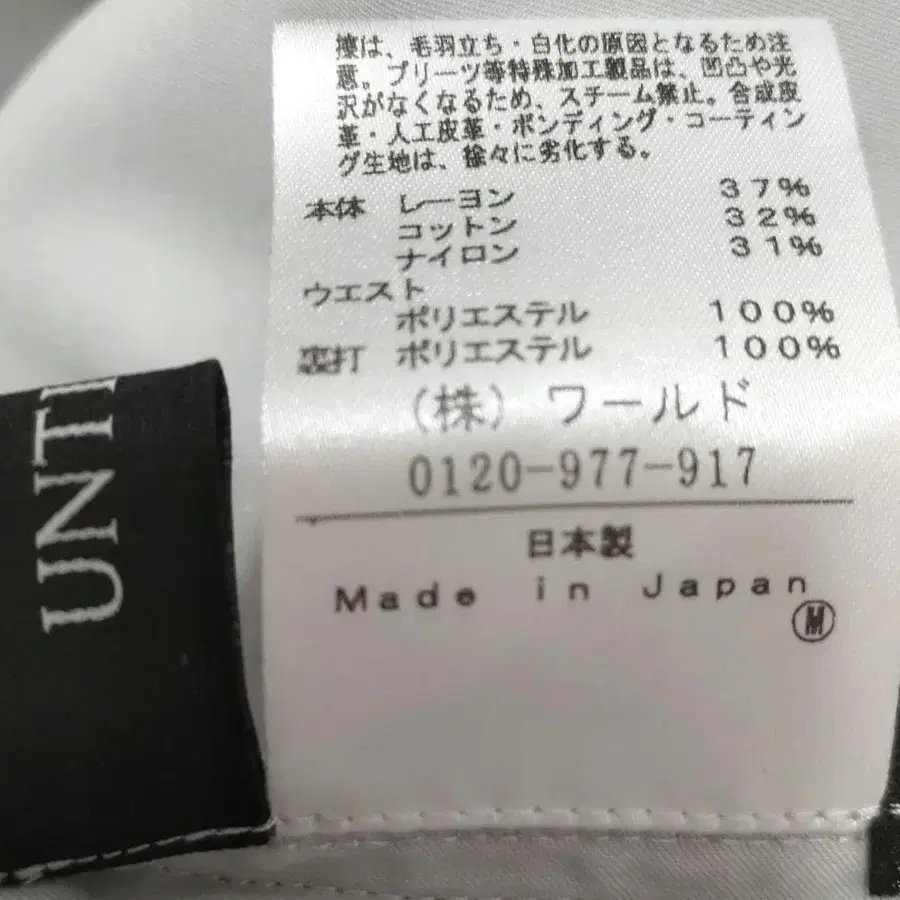 擦は、毛羽立ち・白化の原因となるため注
意。プリーツ等特殊加工製品は、凹凸や光
沢がなくなるため、スチーム禁止。合成皮
革・人工皮革・ボンディング・コーティン
グ生地は、徐々に劣化する。
本体 レーヨン 37%
コットン 32%
ナイロン 31%
ウエスト
ポリエステル 100%
裏打 ポリエステル 100%
(株) ワールド
0120-977-917
日本製
Made in Japan
M
UNTI